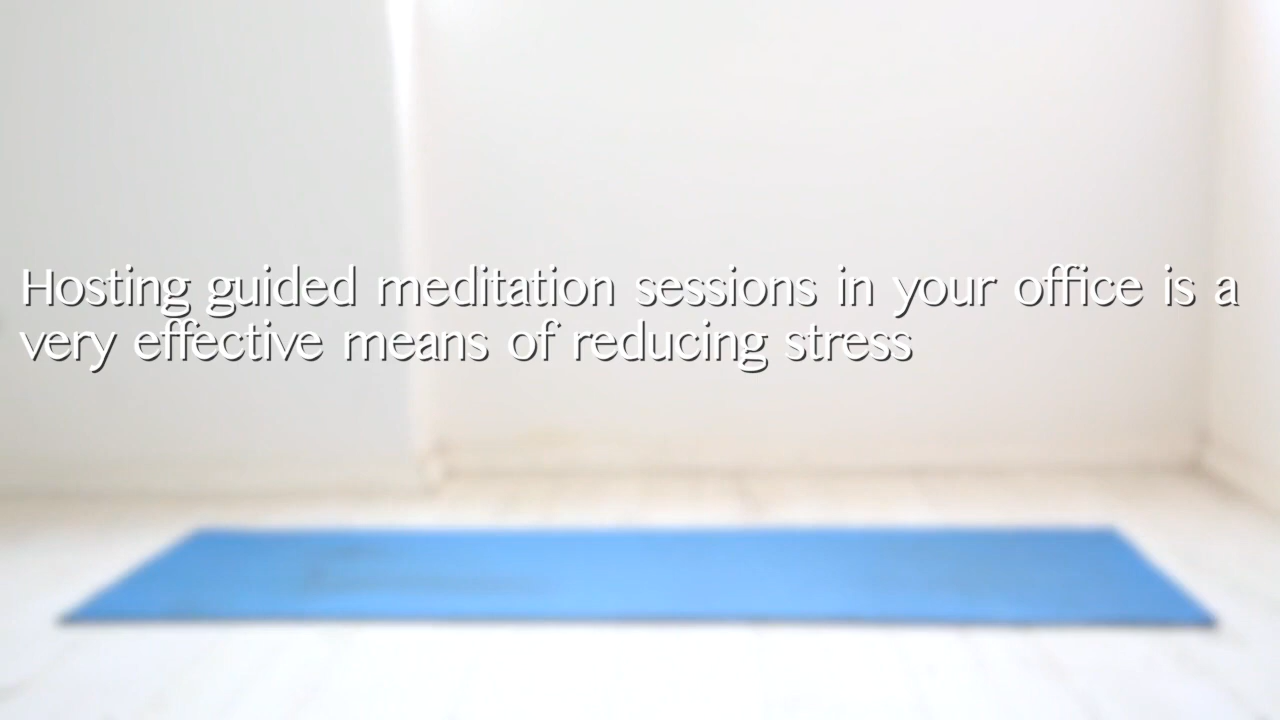 Hosting guided meditation sessions in your office is a
very effective means of reducing stress